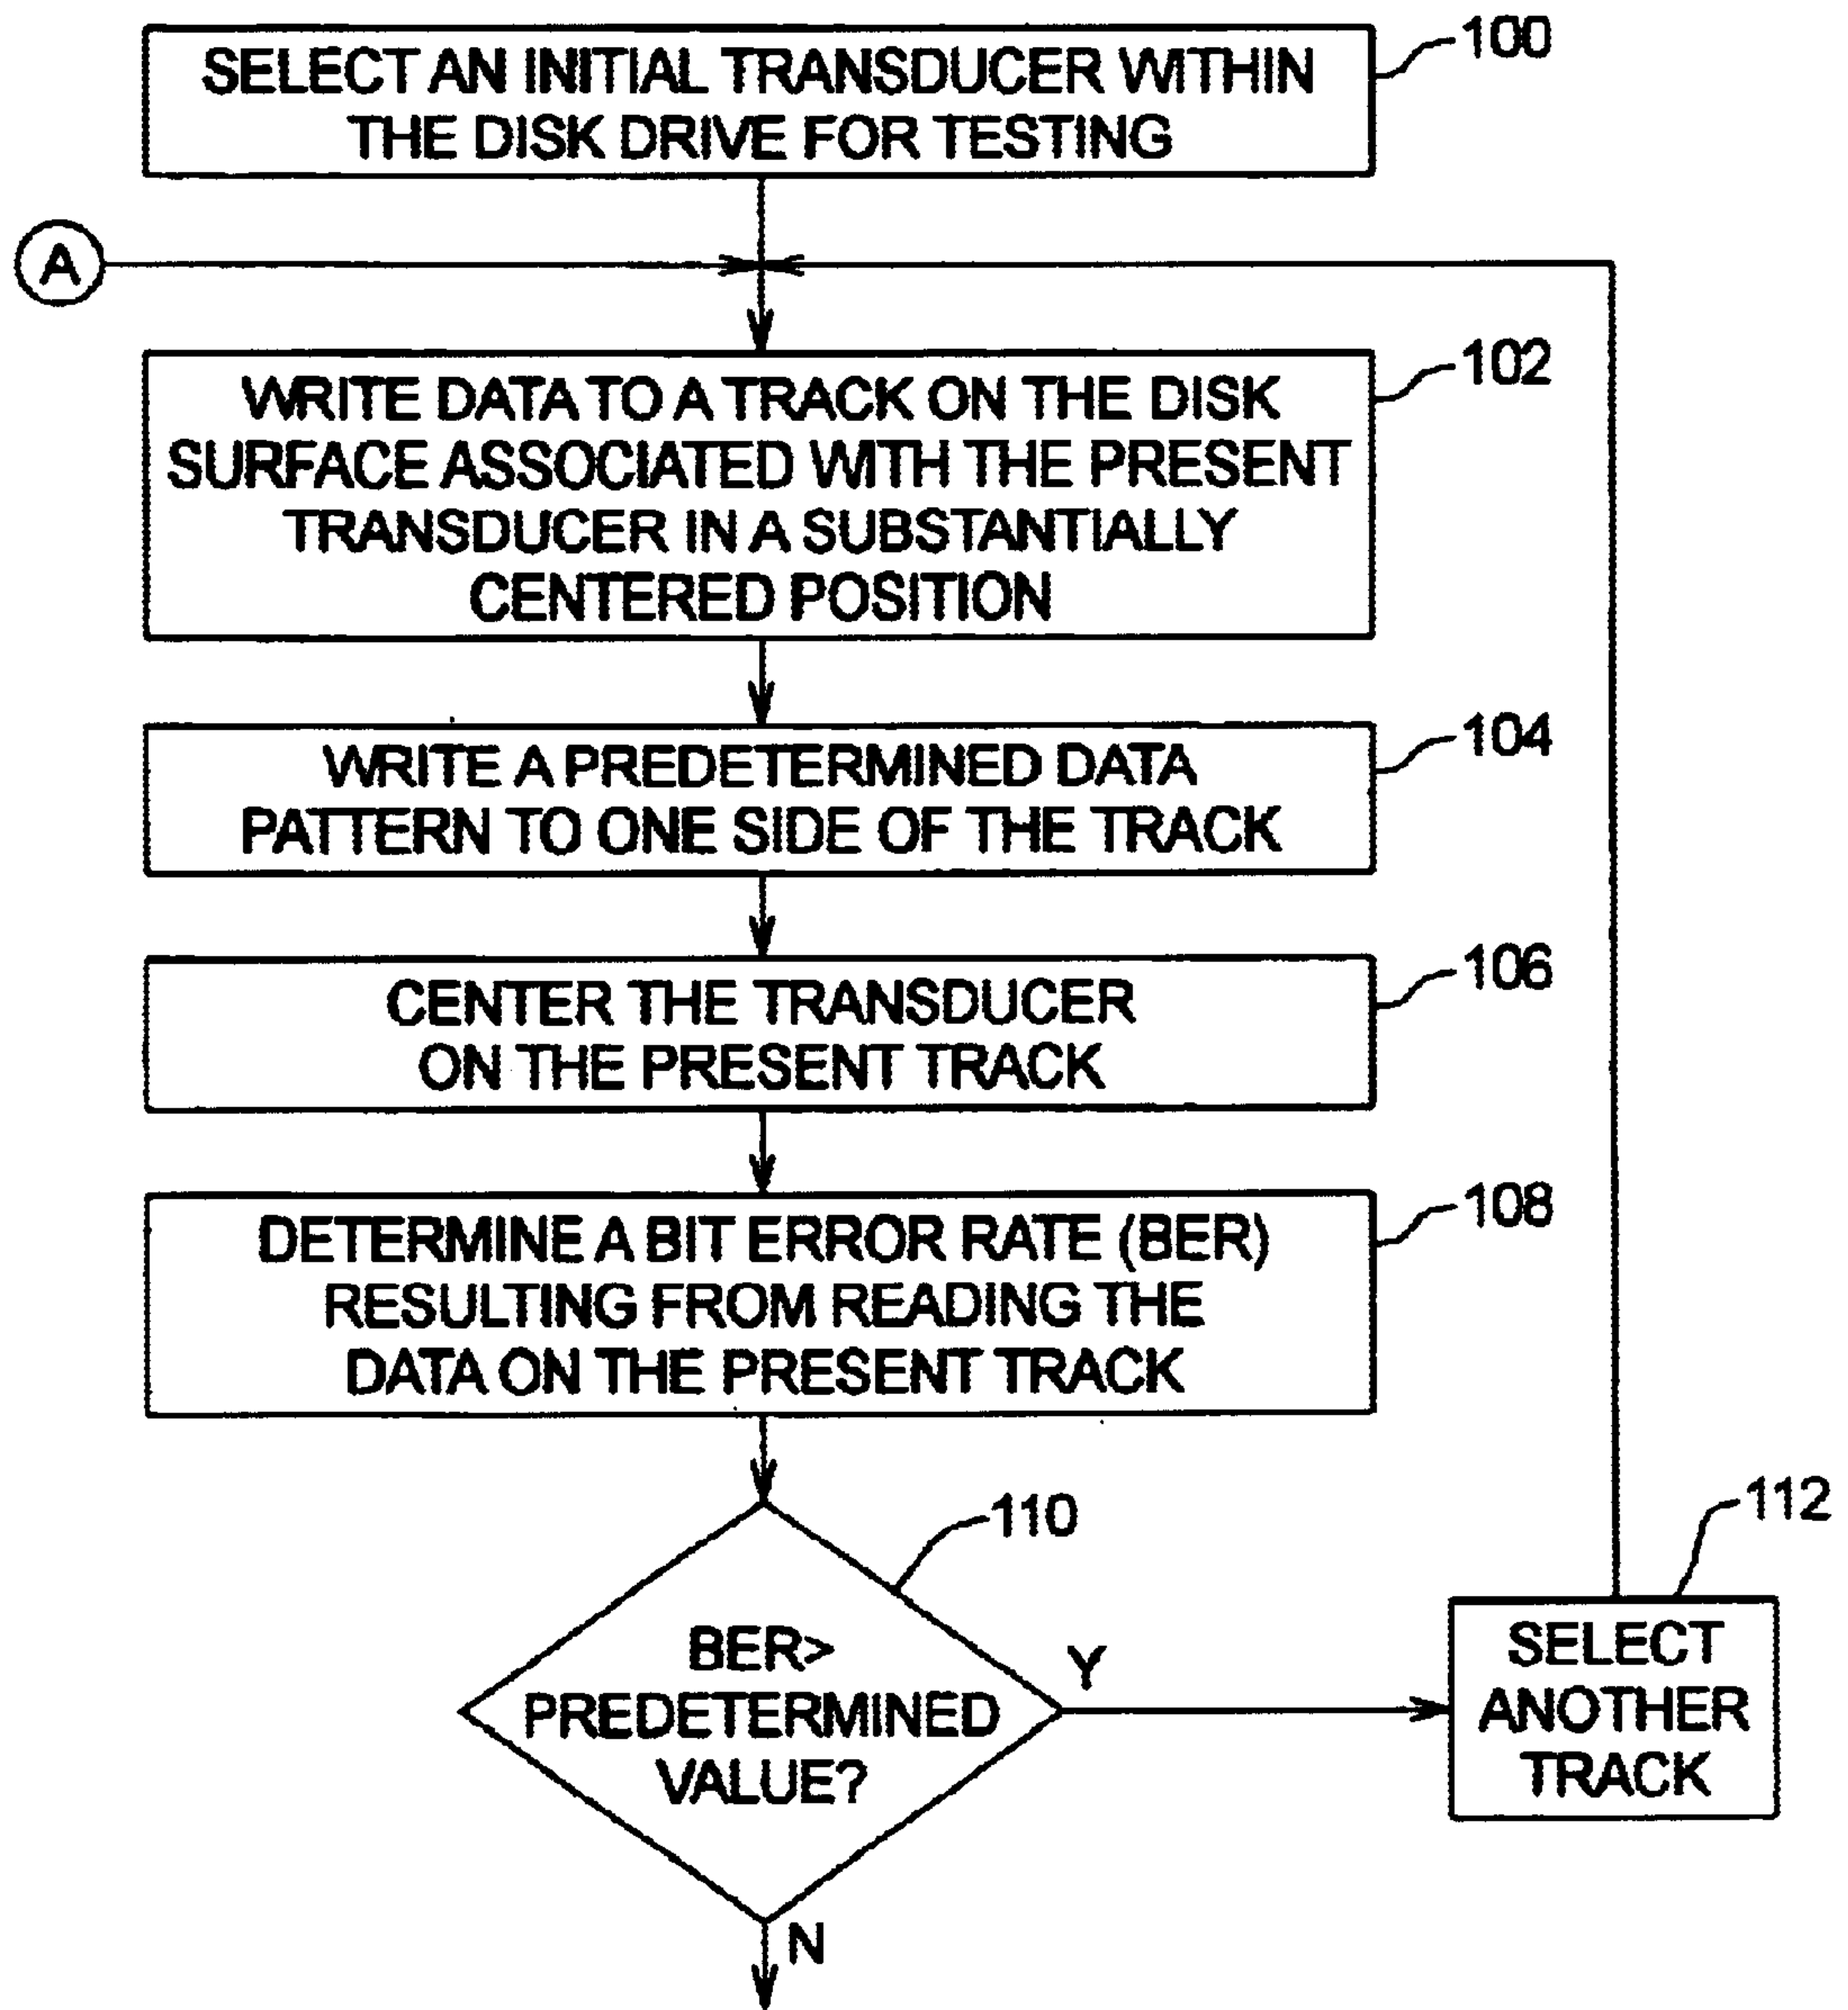 100
SELECT AN INITIAL TRANSDUCER WITHIN
THE DISK DRIVE FOR TESTING
A
102
WRITE DATA TO A TRACK ON THE DISK
SURFACE ASSOCIATED WITH THE PRESENT
TRANSDUCER IN A SUBSTANTIALLY
CENTERED POSITION
104
WRITE A PREDETERMINED DATA
PATTERN TO ONE SIDE OF THE TRACK
106
CENTER THE TRANSDUCER
ON THE PRESENT TRACK
108
DETERMINE A BIT ERROR RATE (BER)
RESULTING FROM READING THE
DATA ON THE PRESENT TRACK
110
BER>
PREDETERMINED
VALUE?
Y
112
SELECT
ANOTHER
TRACK
N